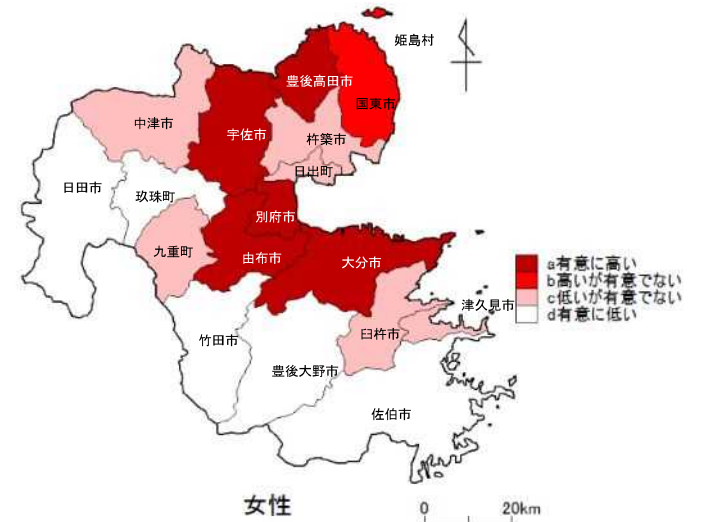 姫島村
豊後高田市
国東市
中津市
宇佐市
杵築市
日出町
日田市
玖珠町
別府市
九重町
由布市
大分市
a有意に高い
b高いが有意でない
c低いが有意でない
d有意に低い
津久見市
竹田市
臼杵市
豊後大野市
佐伯市
女性
0 20km